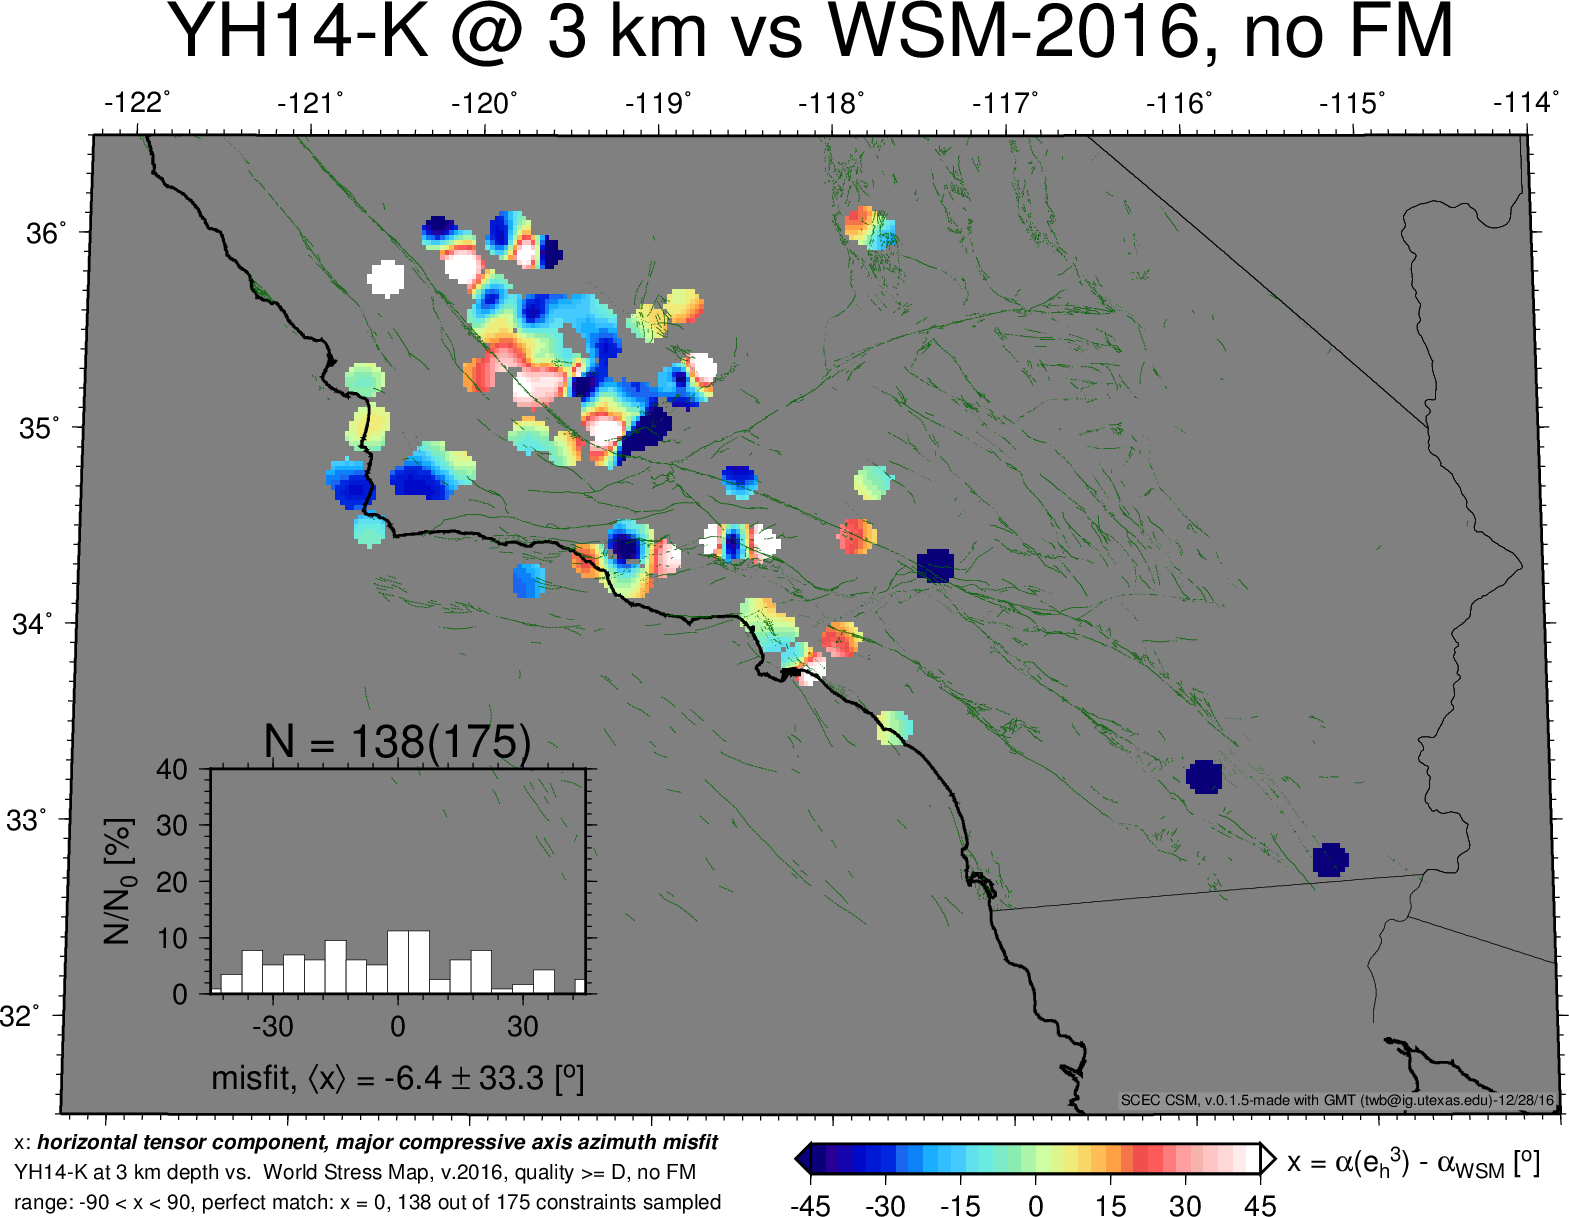 YH14-K @ 3 km vs WSM-2016, no FM
-122° -121° -120° -119° -118° -117° -116° -115° -114°
36°
35°
34°
33°
32°
N = 138(175)
40
30
20
10
0
N/N₀ [%]
-30 0 30
misfit, ⟨x⟩ = -6.4 ± 33.3 [º]
SCEC CSM, v.0.1.5-made with GMT (twb@ig.utexas.edu)-12/28/16
x: horizontal tensor component, major compressive axis azimuth misfit
YH14-K at 3 km depth vs. World Stress Map, v.2016, quality >= D, no FM
range: -90 < x < 90, perfect match: x = 0, 138 out of 175 constraints sampled
x = α(eₕ³) - α_WSM [º]
-45 -30 -15 0 15 30 45